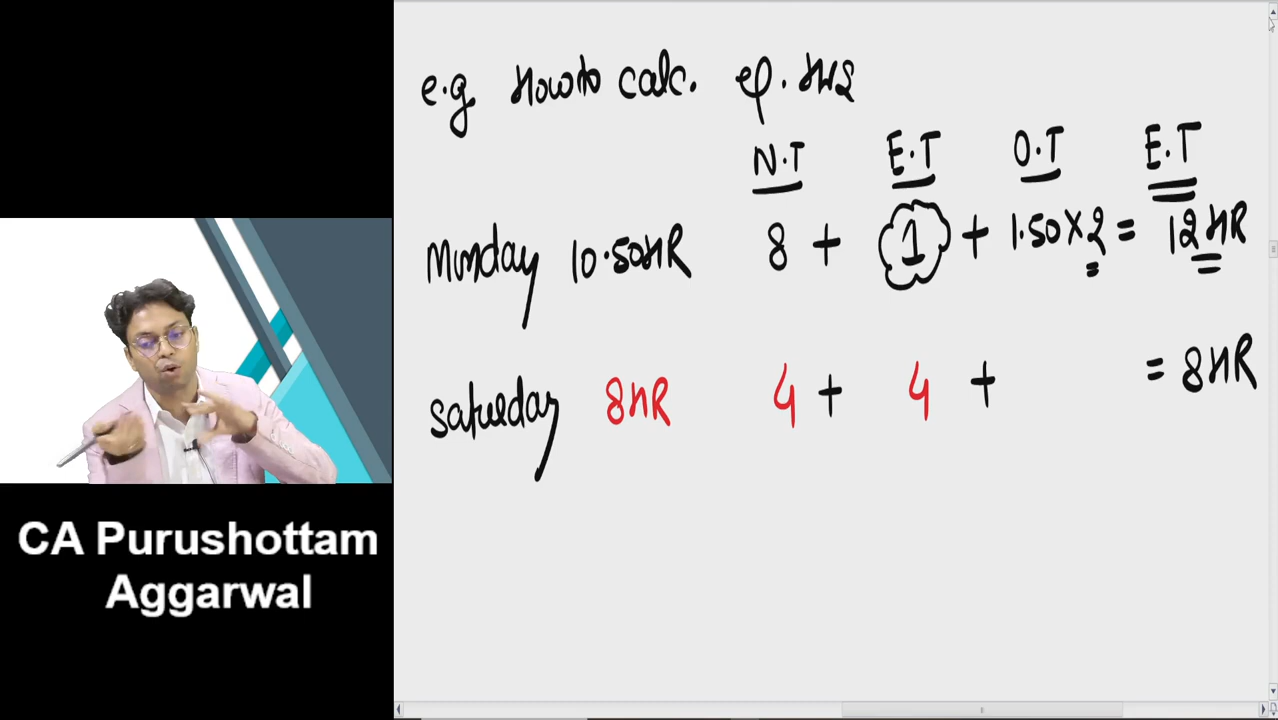 e.g How to calc. ef. HRS
N.T E.T O.T E.T
Monday 10.50HR 8 + 1 + 1.50×2 = 12HR
Saturday 8HR 4 + 4 + = 8HR
CA Purushottam
Aggarwal